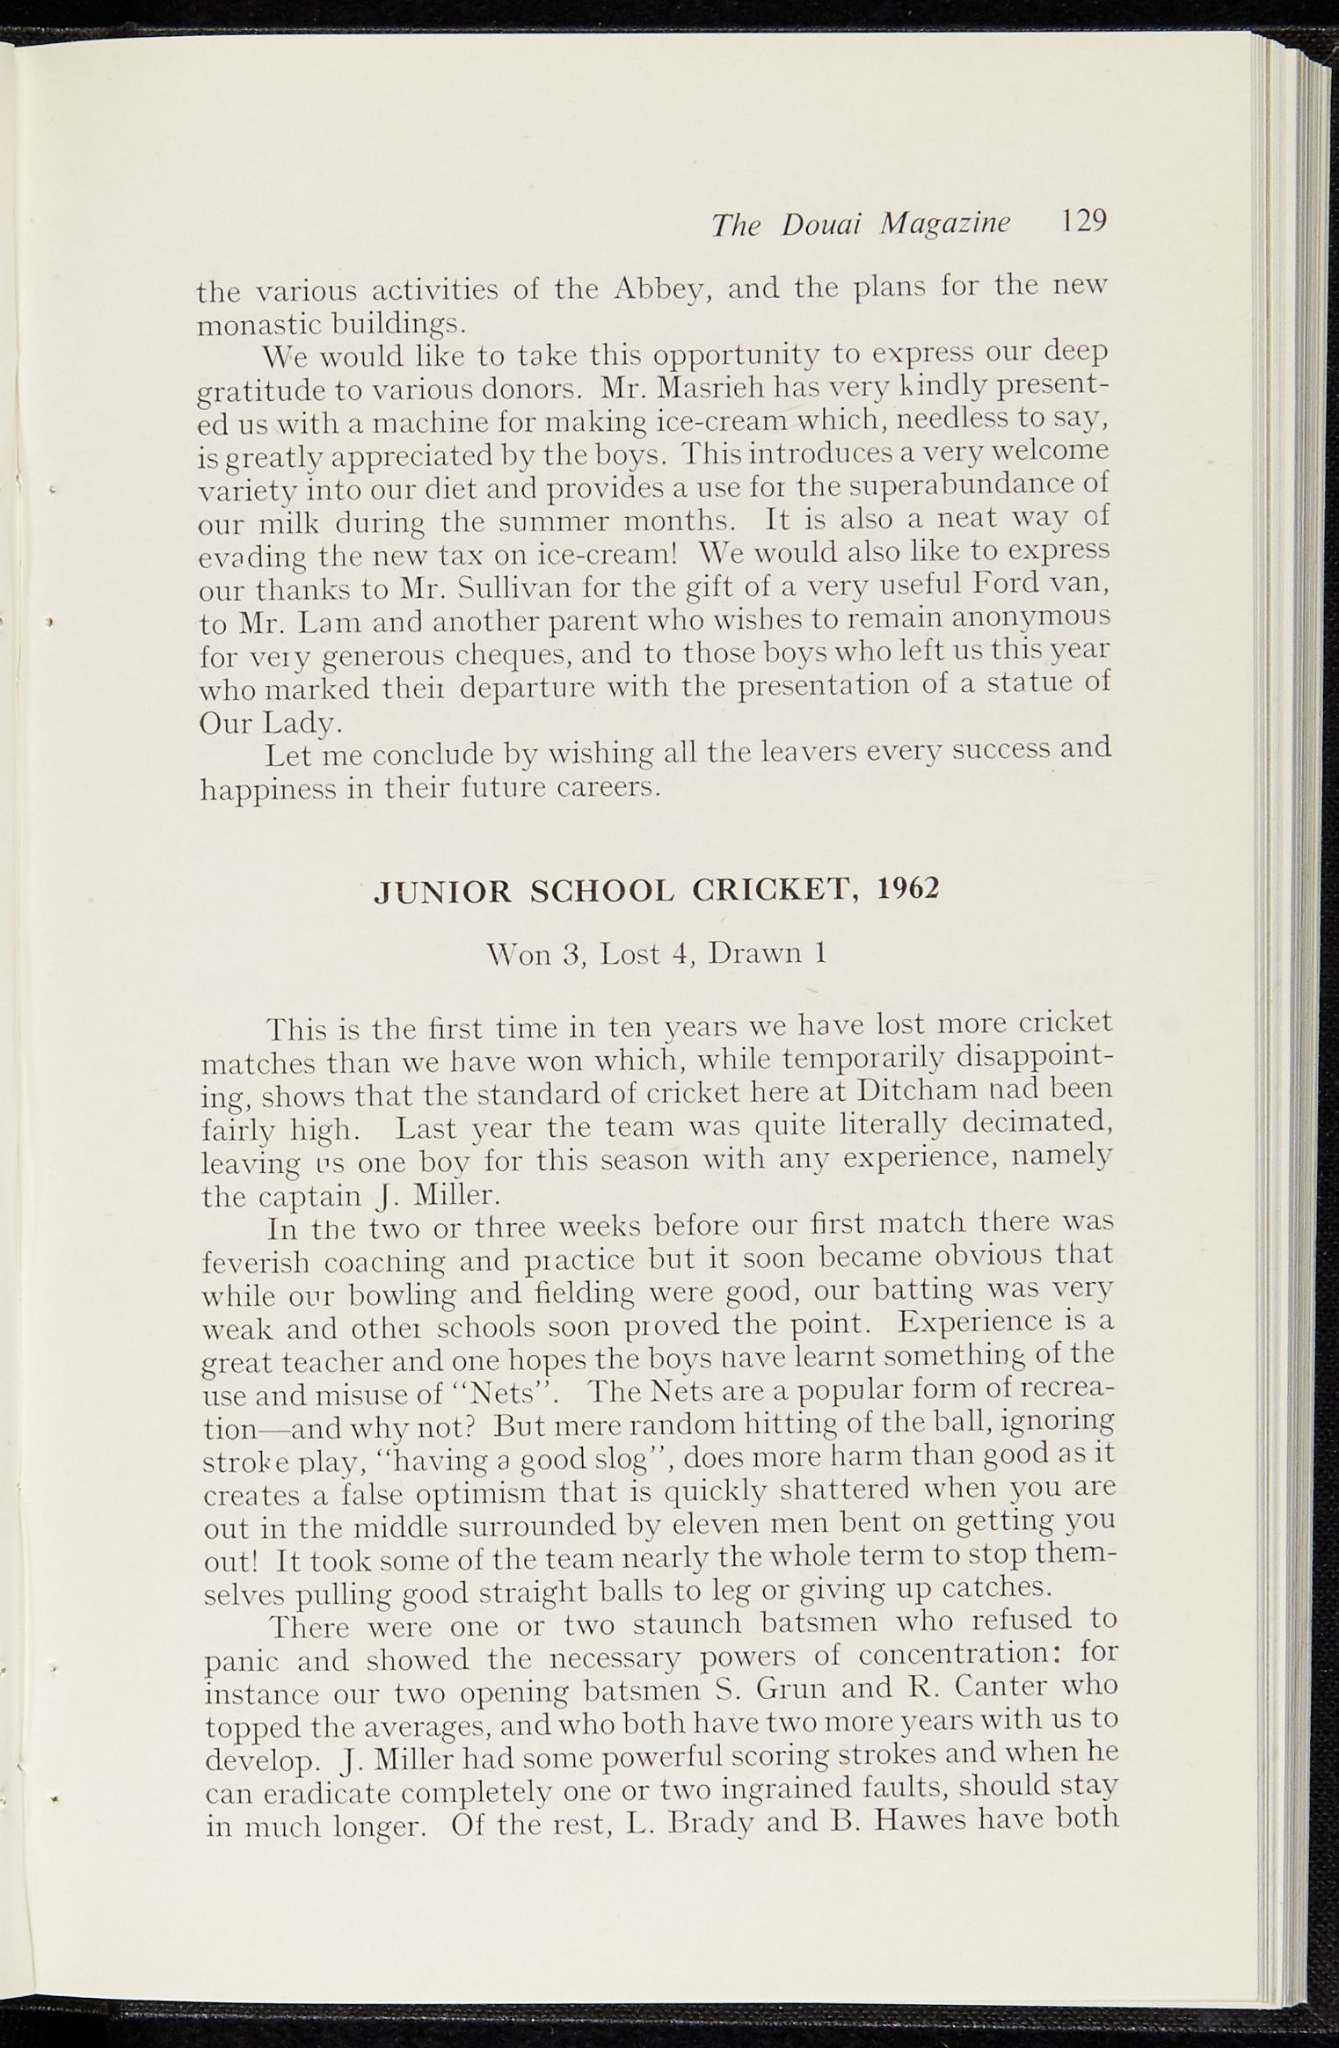 The Douai Magazine 129
the various activities of the Abbey, and the plans for the new
monastic buildings.
We would like to take this opportunity to express our deep
gratitude to various donors. Mr. Masrieh has very kindly present-
ed us with a machine for making ice-cream which, needless to say,
is greatly appreciated by the boys. This introduces a very welcome
variety into our diet and provides a use for the superabundance of
our milk during the summer months. It is also a neat way of
evading the new tax on ice-cream! We would also like to express
our thanks to Mr. Sullivan for the gift of a very useful Ford van,
to Mr. Lam and another parent who wishes to remain anonymous
for very generous cheques, and to those boys who left us this year
who marked their departure with the presentation of a statue of
Our Lady.
Let me conclude by wishing all the leavers every success and
happiness in their future careers.
JUNIOR SCHOOL CRICKET, 1962
Won 3, Lost 4, Drawn 1
This is the first time in ten years we have lost more cricket
matches than we have won which, while temporarily disappoint-
ing, shows that the standard of cricket here at Ditcham had been
fairly high. Last year the team was quite literally decimated,
leaving us one boy for this season with any experience, namely
the captain J. Miller.
In the two or three weeks before our first match there was
feverish coaching and practice but it soon became obvious that
while our bowling and fielding were good, our batting was very
weak and other schools soon proved the point. Experience is a
great teacher and one hopes the boys have learnt something of the
use and misuse of "Nets". The Nets are a popular form of recrea-
tion—and why not? But mere random hitting of the ball, ignoring
stroke play, "having a good slog", does more harm than good as it
creates a false optimism that is quickly shattered when you are
out in the middle surrounded by eleven men bent on getting you
out! It took some of the team nearly the whole term to stop them-
selves pulling good straight balls to leg or giving up catches.
There were one or two staunch batsmen who refused to
panic and showed the necessary powers of concentration: for
instance our two opening batsmen S. Grun and R. Canter who
topped the averages, and who both have two more years with us to
develop. J. Miller had some powerful scoring strokes and when he
can eradicate completely one or two ingrained faults, should stay
in much longer. Of the rest, L. Brady and B. Hawes have both